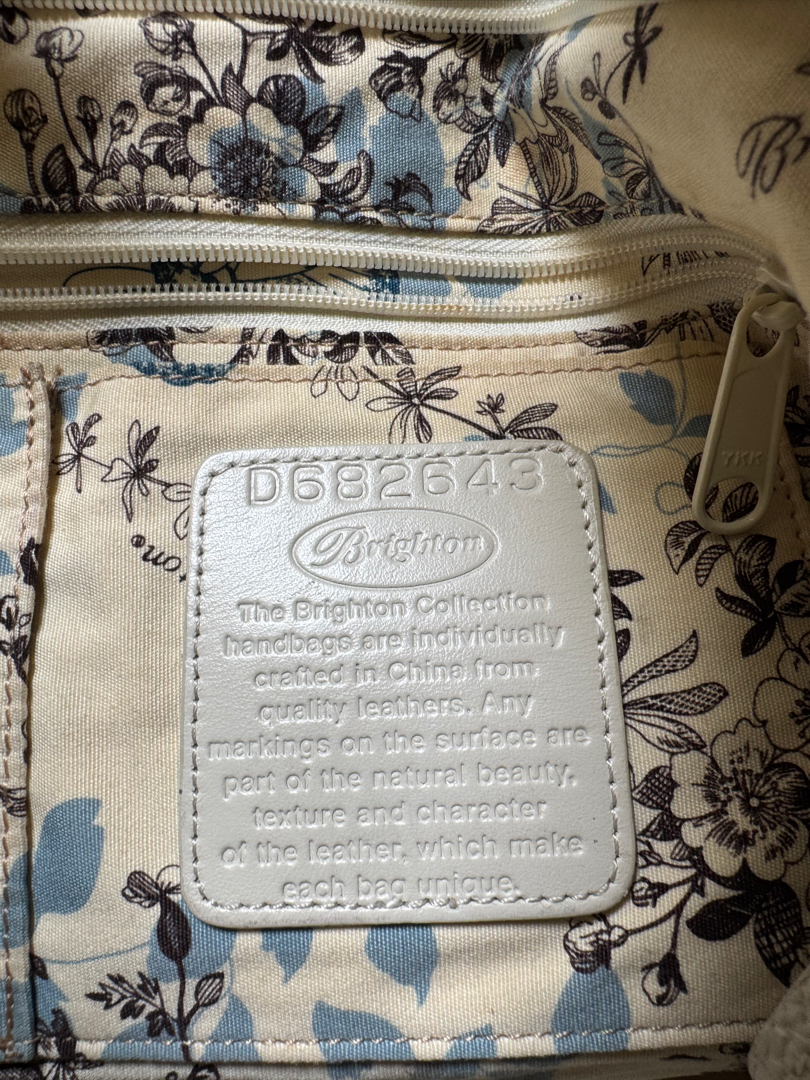 D682643
Brighton
The Brighton Collection
handbags are individually
crafted in China from
quality leathers. Any
markings on the surface are
part of the natural beauty,
texture and character
of the leather, which make
each bag unique.
YKK